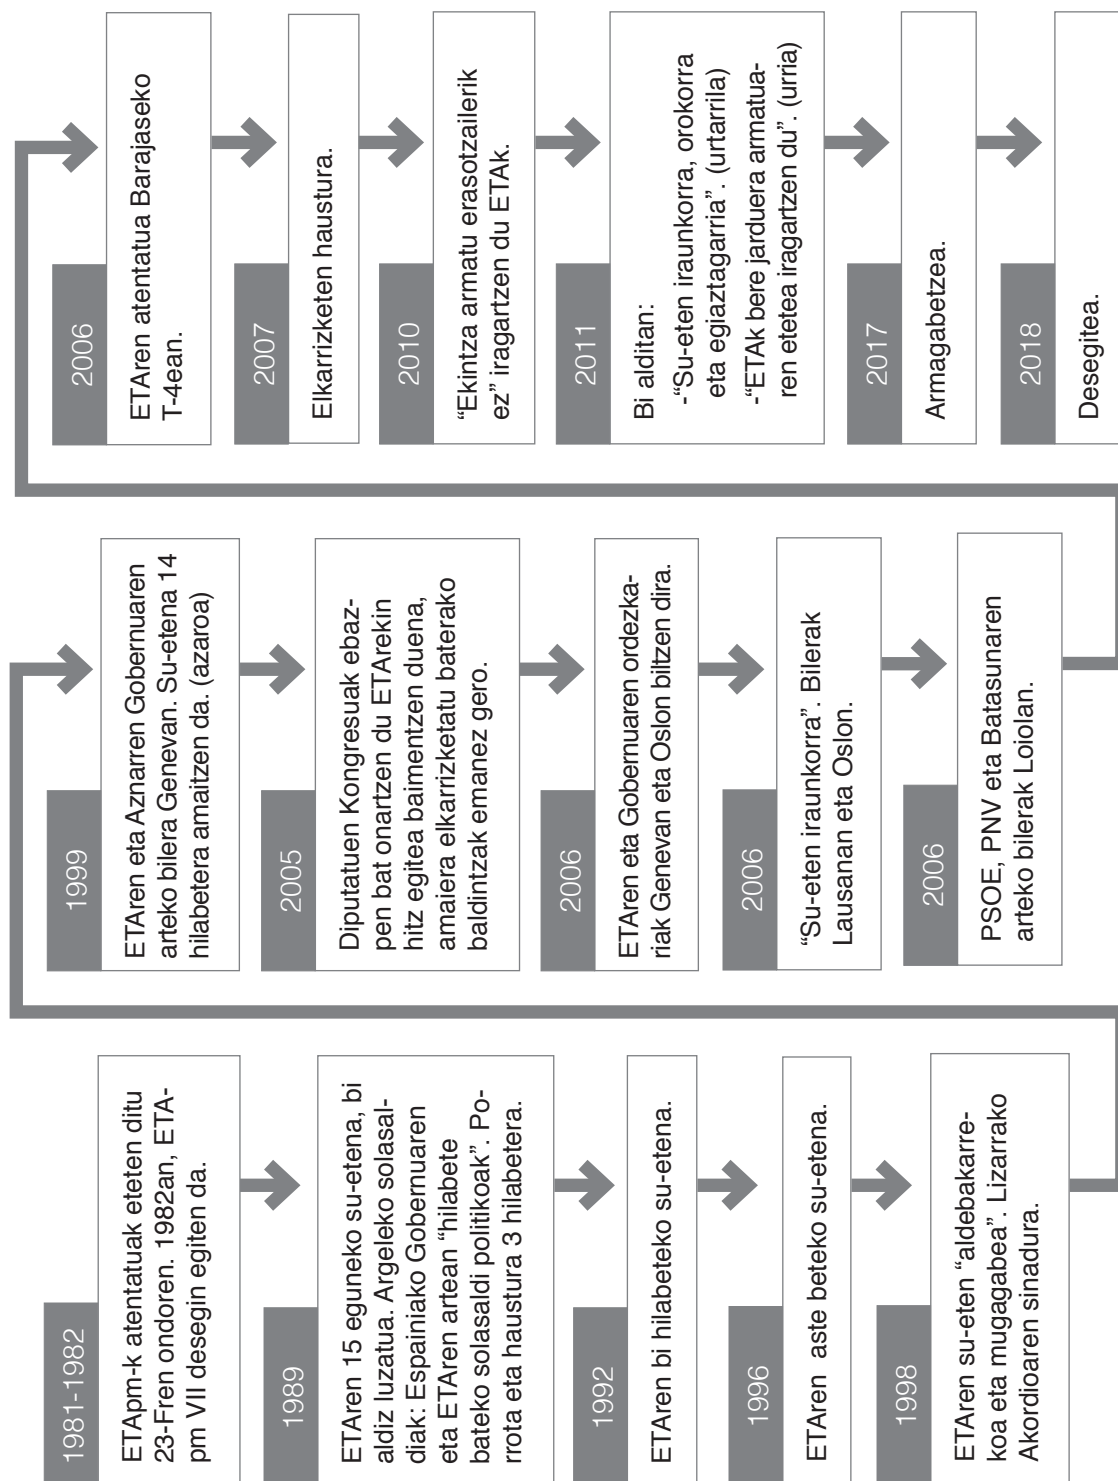 1981-1982
ETApm-k atentatuak eteten ditu
23-Fren ondoren. 1982an, ETA-
pm VII desegin egiten da.
1989
ETAren 15 eguneko su-etena, bi
aldiz luzatua. Argeleko solasal-
diak: Espainiako Gobernuaren
eta ETAren artean “hilabete
bateko solasaldi politikoak”. Po-
rrota eta haustura 3 hilabetera.
1992
ETAren bi hilabeteko su-etena.
1996
ETAren aste beteko su-etena.
1998
ETAren su-eten “aldebakarre-
koa eta mugagabea”. Lizarrako
Akordioaren sinadura.
1999
ETAren eta Aznarren Gobernuaren
arteko bilera Genevan. Su-etena 14
hilabetera amaitzen da. (azaroa)
2005
Diputatuen Kongresuak ebaz-
pen bat onartzen du ETArekin
hitz egitea baimentzen duena,
amaiera elkarrizketatu baterako
baldintzak emanez gero.
2006
ETAren eta Gobernuaren ordezka-
riak Genevan eta Oslon biltzen dira.
2006
“Su-eten iraunkorra”. Bilerak
Lausanan eta Oslon.
2006
PSOE, PNV eta Batasunaren
arteko bilerak Loiolan.
2006
ETAren atentatua Barajaseko
T-4ean.
2007
Elkarrizketen haustura.
2010
“Ekintza armatu erasotzailerik
ez” iragartzen du ETAk.
2011
Bi alditan:
-“Su-eten iraunkorra, orokorra
eta egiaztagarria”. (urtarrila)
-“ETAk bere jarduera armatua-
ren etetea iragartzen du”. (urria)
2017
Armagabetzea.
2018
Desegitea.